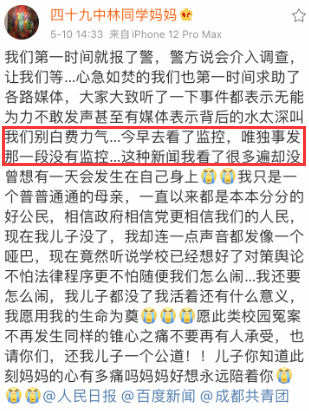 四十九中林同学妈妈
5-10 14:33 来自 iPhone 12 Pro Max
我们第一时间就报了警，警方说会介入调查，
让我们等...心急如焚的我们也第一时间求助了
各路媒体，大家大致听了一下事件都表示无能
为力不敢发声甚至有媒体表示背后的水太深叫
我们别白费力气...今早去看了监控，唯独事发
那一段没有监控...这种新闻我看了很多遍却没
曾想有一天会发生在自己身上😭😭我只是一
个普普通通的母亲，一直以来都是本本分分的
好公民，相信政府相信党更相信我们的人民，
现在我儿子没了，我却连一点声音都发像一个
哑巴，现在竟然听说学校已经想好了对策舆论
不怕法律程序更不怕随便我们怎么闹...我还要
怎么闹，我儿子都没了我活着还有什么意义，
我愿用我的生命为奠😭😭😭愿此类校园冤案
不再发生同样的锥心之痛不要再有人承受，也
请你们，还我儿子一个公道！！儿子你知道此
刻妈妈的心有多痛吗妈妈好想永远陪着你😭
😭😭@人民日报 @百度新闻 @成都共青团